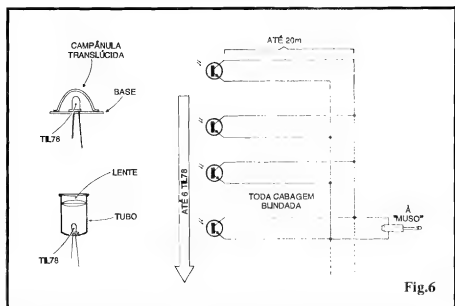 CAMPÂNULA
TRANSLÚCIDA
BASE
TIL78
LENTE
TUBO
TIL78
ATÉ 20m
ATÉ 6 TIL78
TODA CABAGEM
BLINDADA
À
"MUSO"
Fig.6